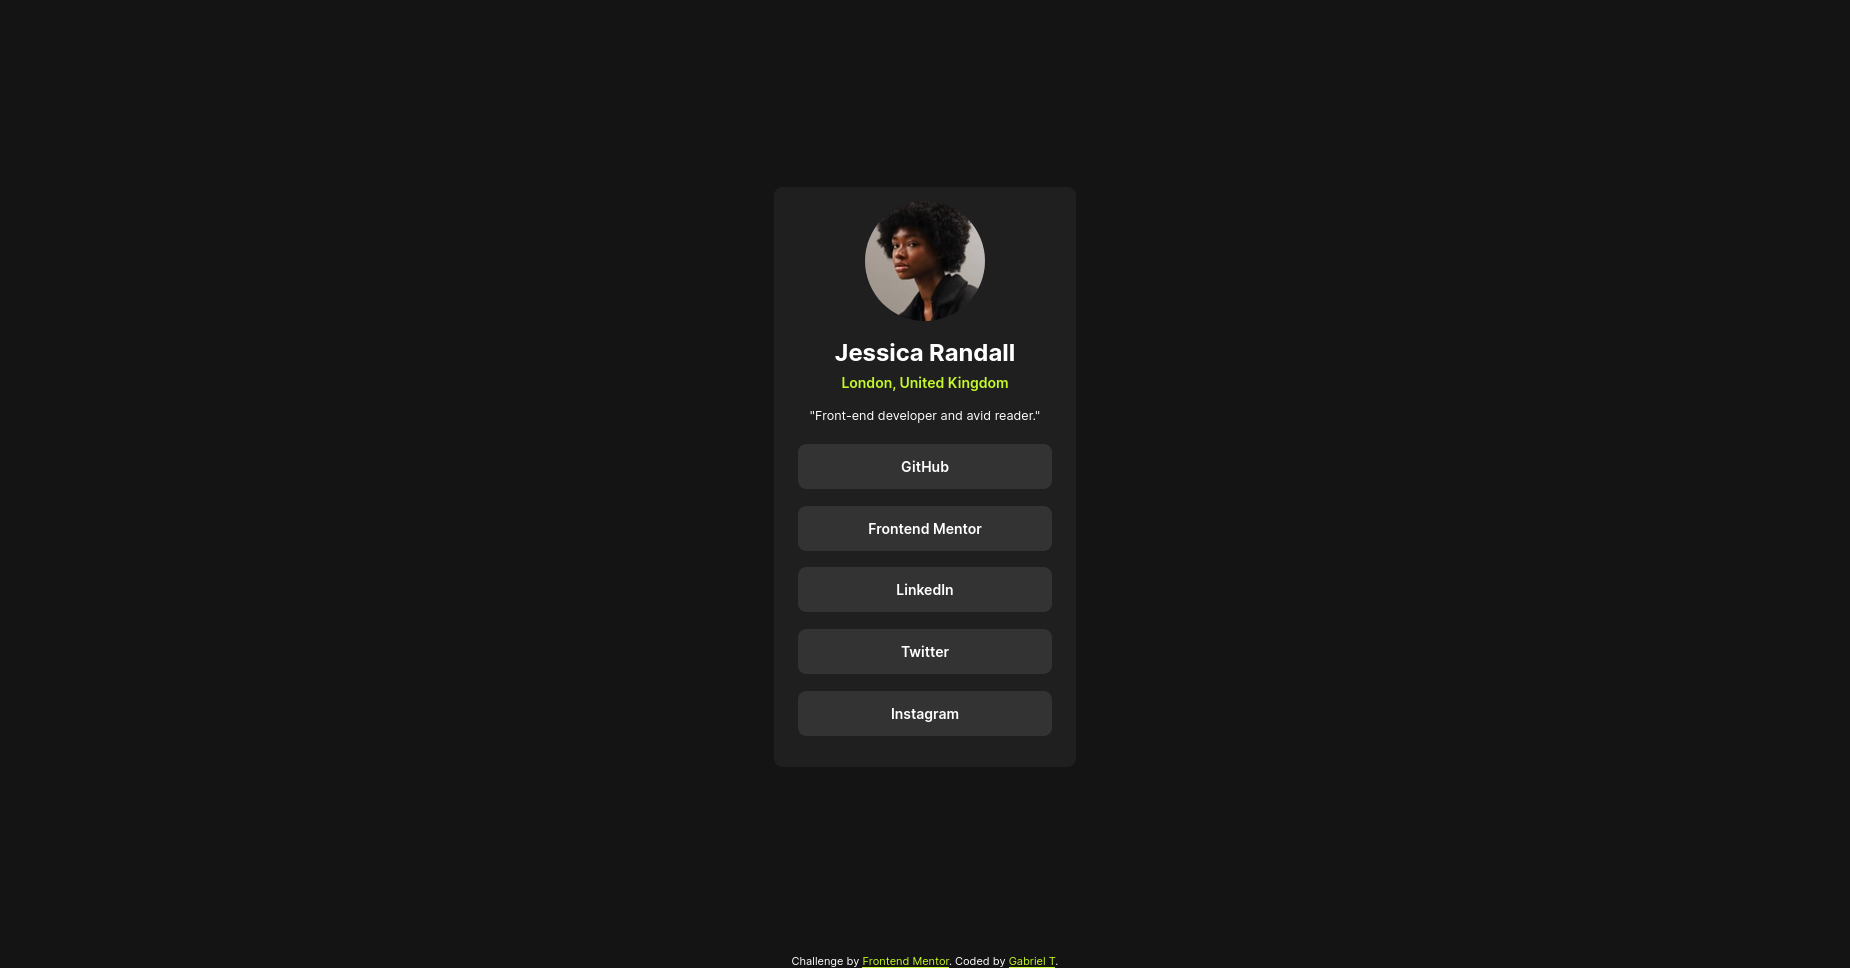 Jessica Randall
London, United Kingdom
"Front-end developer and avid reader."
GitHub
Frontend Mentor
LinkedIn
Twitter
Instagram
Challenge by Frontend Mentor. Coded by Gabriel T.